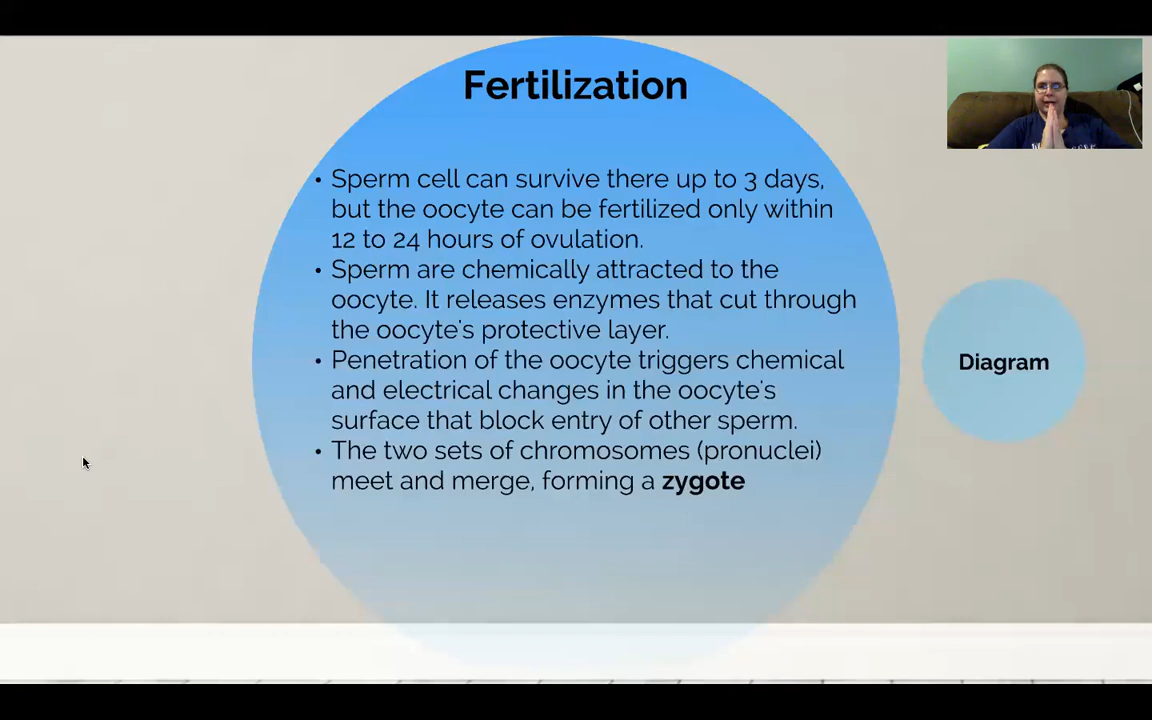 Fertilization
• Sperm cell can survive there up to 3 days,
but the oocyte can be fertilized only within
12 to 24 hours of ovulation.
• Sperm are chemically attracted to the
oocyte. It releases enzymes that cut through
the oocyte's protective layer.
• Penetration of the oocyte triggers chemical
and electrical changes in the oocyte's
surface that block entry of other sperm.
• The two sets of chromosomes (pronuclei)
meet and merge, forming a zygote
Diagram